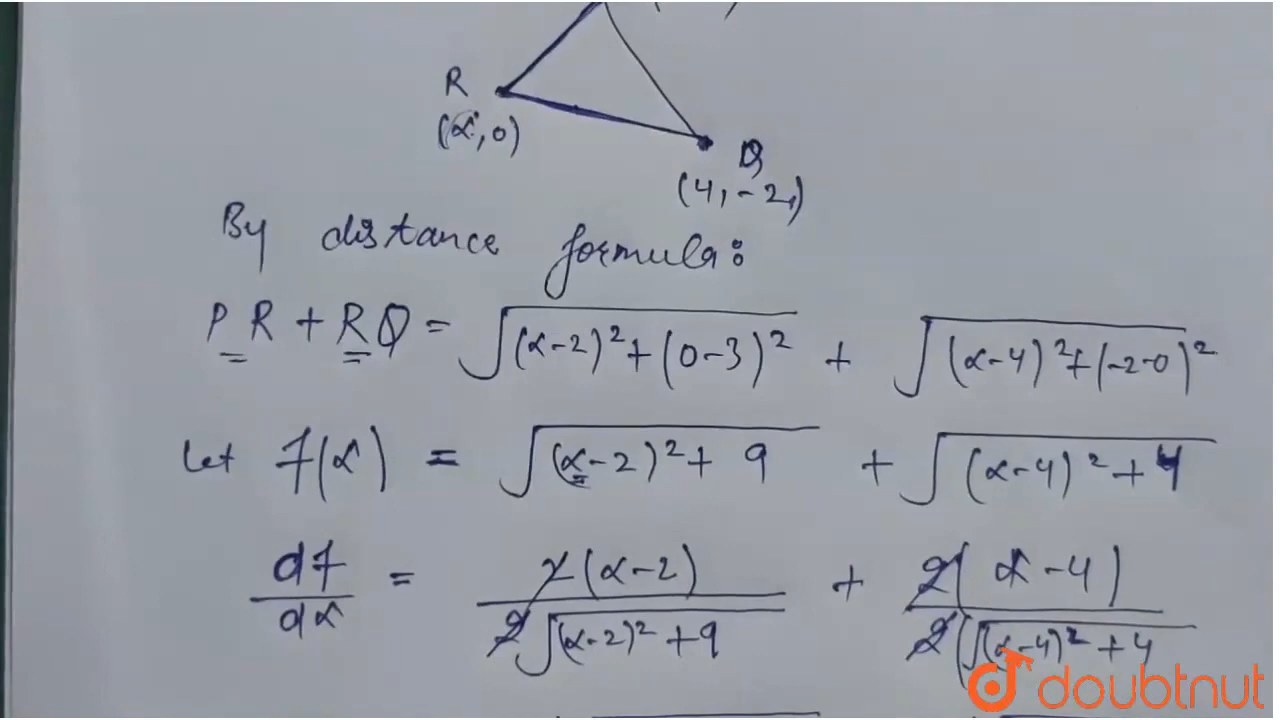 R
(α, 0)
Q
(4, -2)
By distance formula:
PR + RQ = √((α-2)²+(0-3)²) + √((α-4)²+(-2-0)²)
Let f(α) = √((α-2)²+9) + √((α-4)²+4)
df/dα = 2(α-2)/2√((α-2)²+9) + 2(α-4)/2(√((α-4)²+4
doubtnut